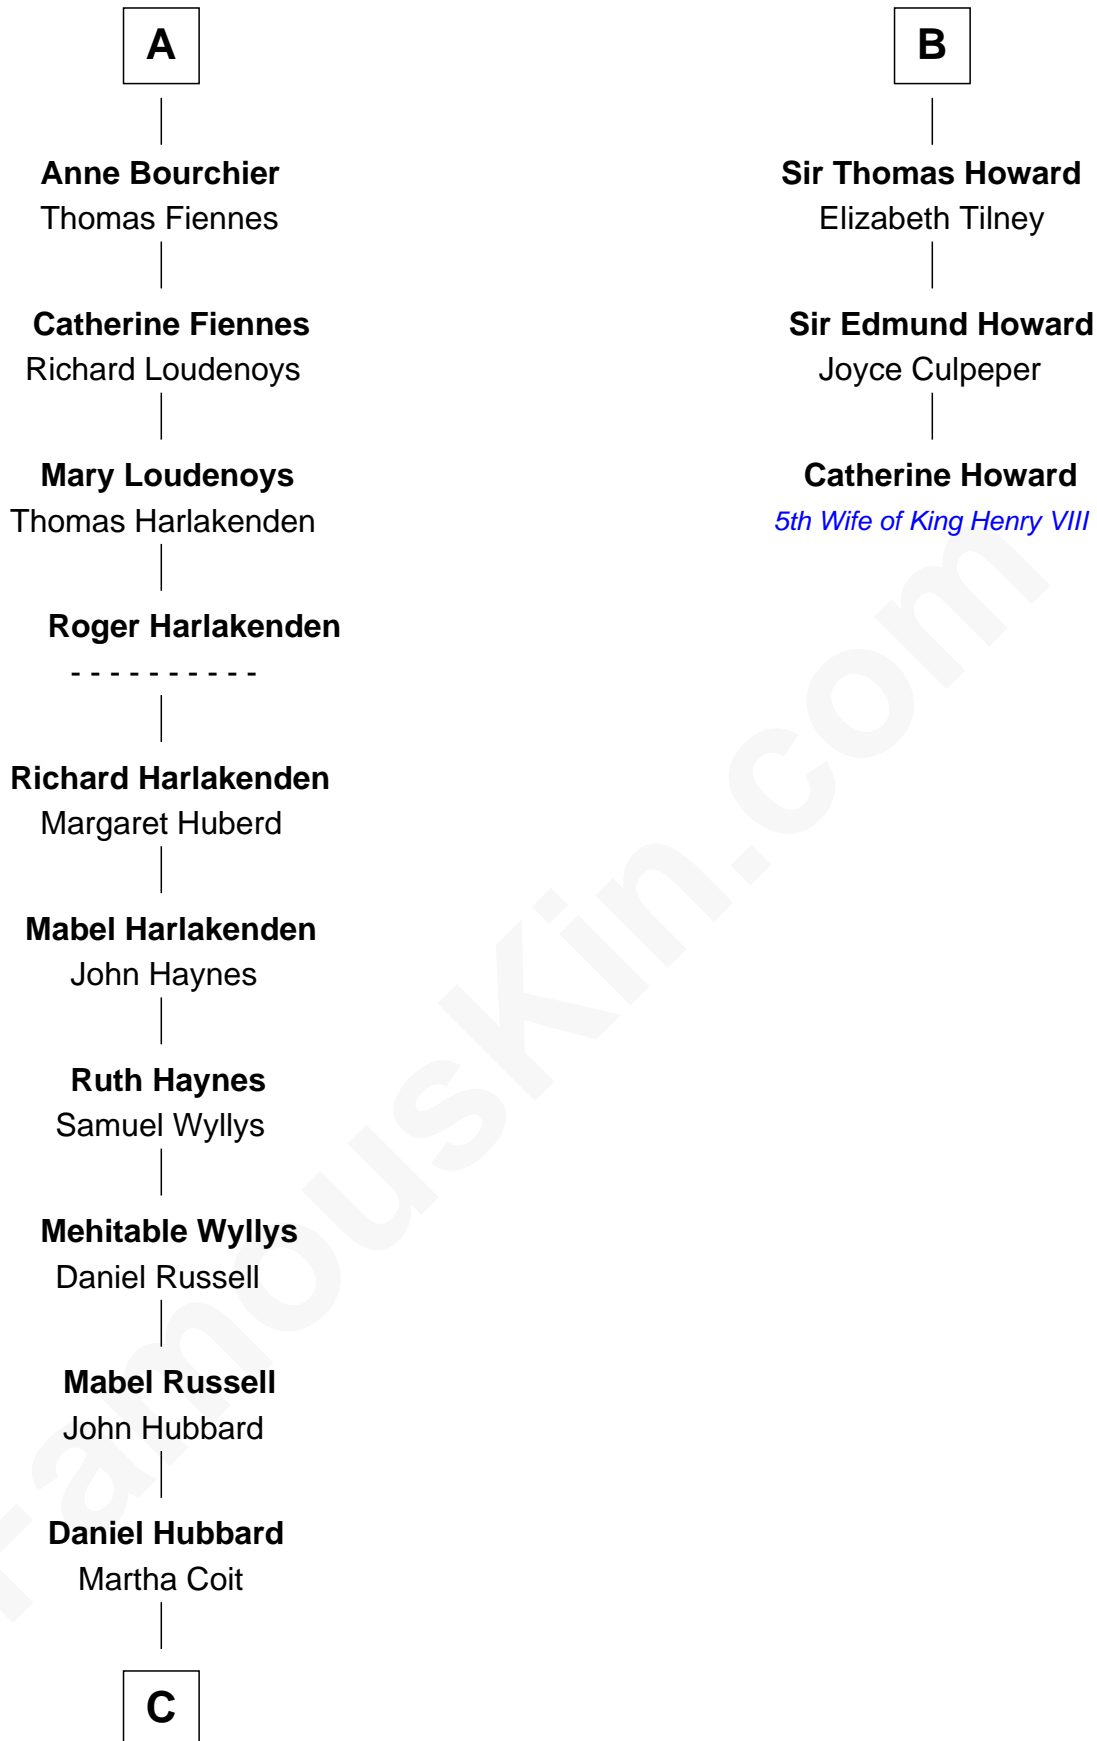 A
Anne Bourchier
Thomas Fiennes
Catherine Fiennes
Richard Loudenoys
Mary Loudenoys
Thomas Harlakenden
Roger Harlakenden
- - - - - - - - - -
Richard Harlakenden
Margaret Huberd
Mabel Harlakenden
John Haynes
Ruth Haynes
Samuel Wyllys
Mehitable Wyllys
Daniel Russell
Mabel Russell
John Hubbard
Daniel Hubbard
Martha Coit
C
B
Sir Thomas Howard
Elizabeth Tilney
Sir Edmund Howard
Joyce Culpeper
Catherine Howard
5th Wife of King Henry VIII
FamousKin.com